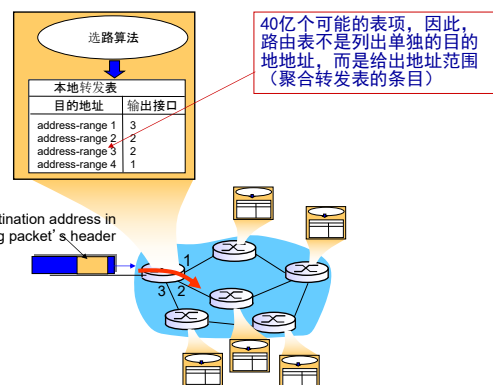 选路算法
本地转发表
目的地址 输出接口
address-range 1 3
address-range 2 2
address-range 3 2
address-range 4 1
40亿个可能的表项，因此，
路由表不是列出单独的目的
地地址，而是给出地址范围
（聚合转发表的条目）
tination address in
g packet's header
1
3 2